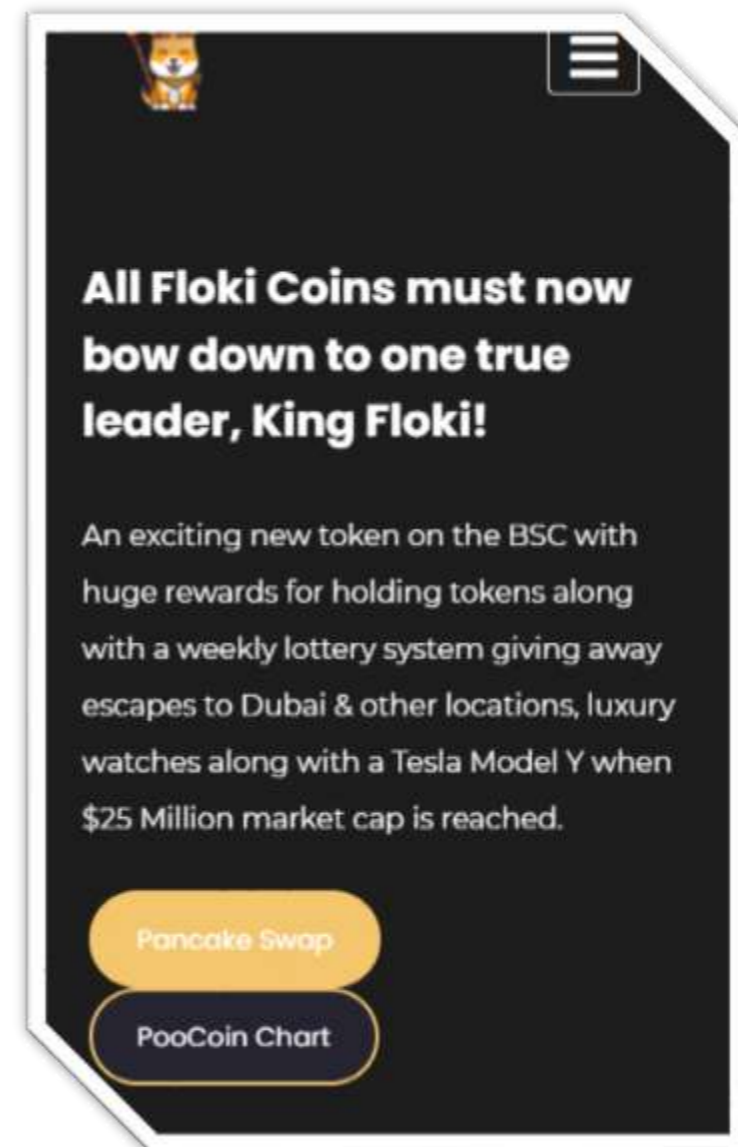 All Floki Coins must now
bow down to one true
leader, King Floki!
An exciting new token on the BSC with
huge rewards for holding tokens along
with a weekly lottery system giving away
escapes to Dubai & other locations, luxury
watches along with a Tesla Model Y when
$25 Million market cap is reached.
Pancake Swap
PooCoin Chart